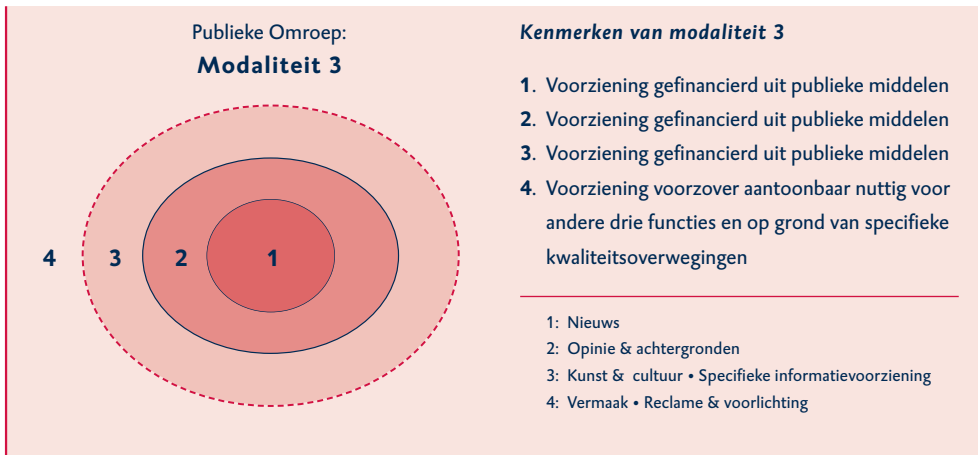 Publieke Omroep:
Modaliteit 3
4 3 2 1
Kenmerken van modaliteit 3
1. Voorziening gefinancierd uit publieke middelen
2. Voorziening gefinancierd uit publieke middelen
3. Voorziening gefinancierd uit publieke middelen
4. Voorziening voorzover aantoonbaar nuttig voor
andere drie functies en op grond van specifieke
kwaliteitsoverwegingen
1: Nieuws
2: Opinie & achtergronden
3: Kunst & cultuur • Specifieke informatievoorziening
4: Vermaak • Reclame & voorlichting